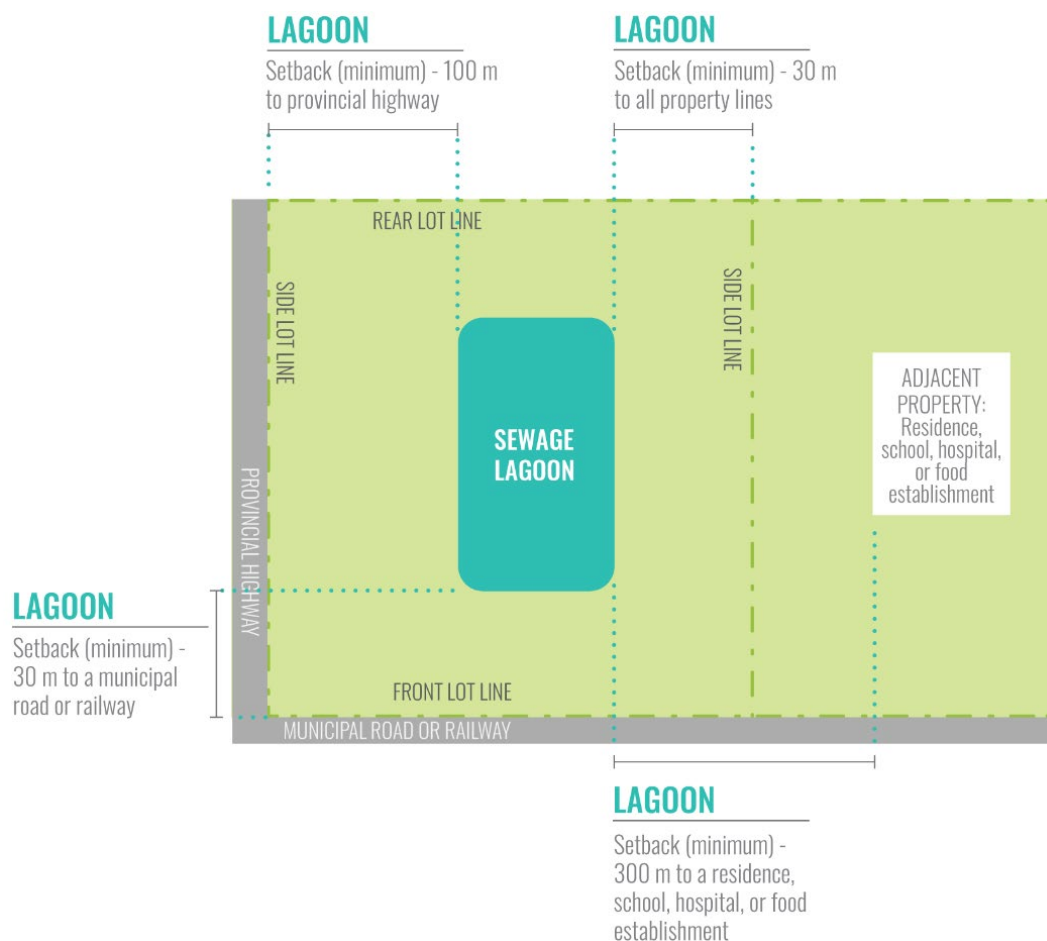 LAGOON
Setback (minimum) - 100 m
to provincial highway
LAGOON
Setback (minimum) - 30 m
to all property lines
REAR LOT LINE
SIDE LOT LINE
SIDE LOT LINE
ADJACENT
PROPERTY:
Residence,
school, hospital,
or food
establishment
SEWAGE
LAGOON
PROVINCIAL HIGHWAY
LAGOON
Setback (minimum) -
30 m to a municipal
road or railway
FRONT LOT LINE
MUNICIPAL ROAD OR RAILWAY
LAGOON
Setback (minimum) -
300 m to a residence,
school, hospital, or food
establishment